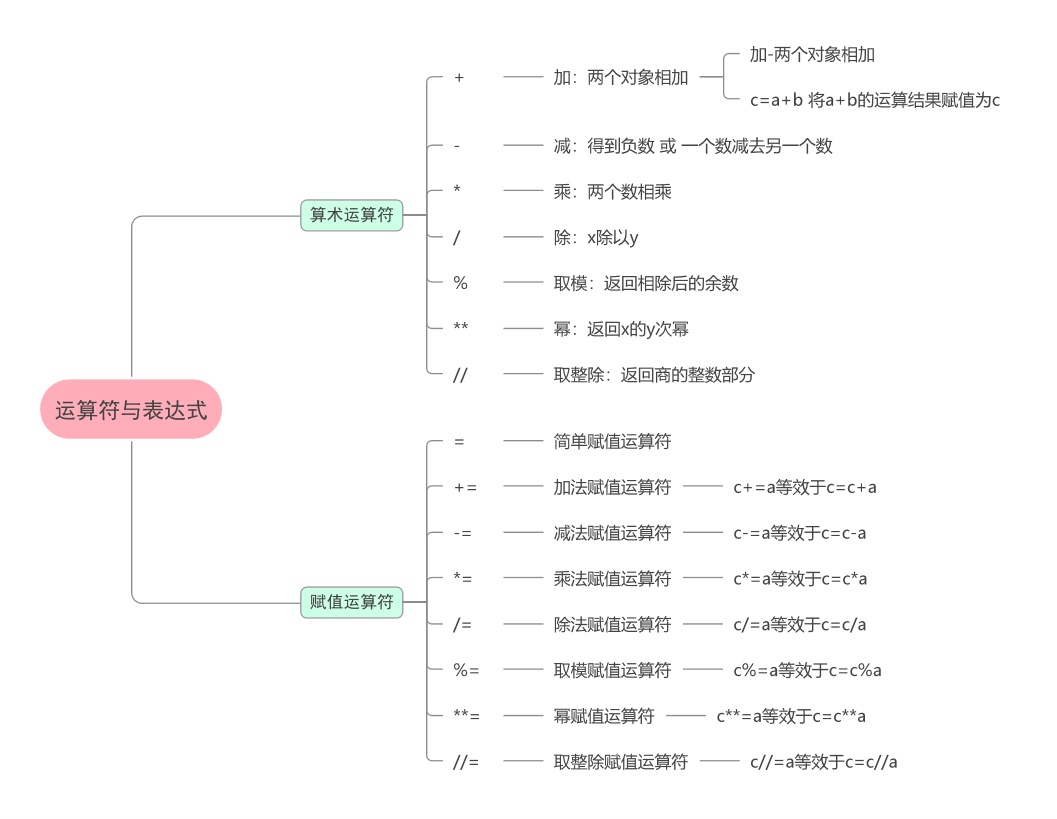 运算符与表达式
算术运算符
+
加：两个对象相加
加-两个对象相加
c=a+b 将a+b的运算结果赋值为c
-
减：得到负数 或 一个数减去另一个数
*
乘：两个数相乘
/
除：x除以y
%
取模：返回相除后的余数
**
幂：返回x的y次幂
//
取整除：返回商的整数部分
赋值运算符
=
简单赋值运算符
+=
加法赋值运算符
c+=a等效于c=c+a
-=
减法赋值运算符
c-=a等效于c=c-a
*=
乘法赋值运算符
c*=a等效于c=c*a
/=
除法赋值运算符
c/=a等效于c=c/a
%=
取模赋值运算符
c%=a等效于c=c%a
**=
幂赋值运算符
c**=a等效于c=c**a
//=
取整除赋值运算符
c//=a等效于c=c//a